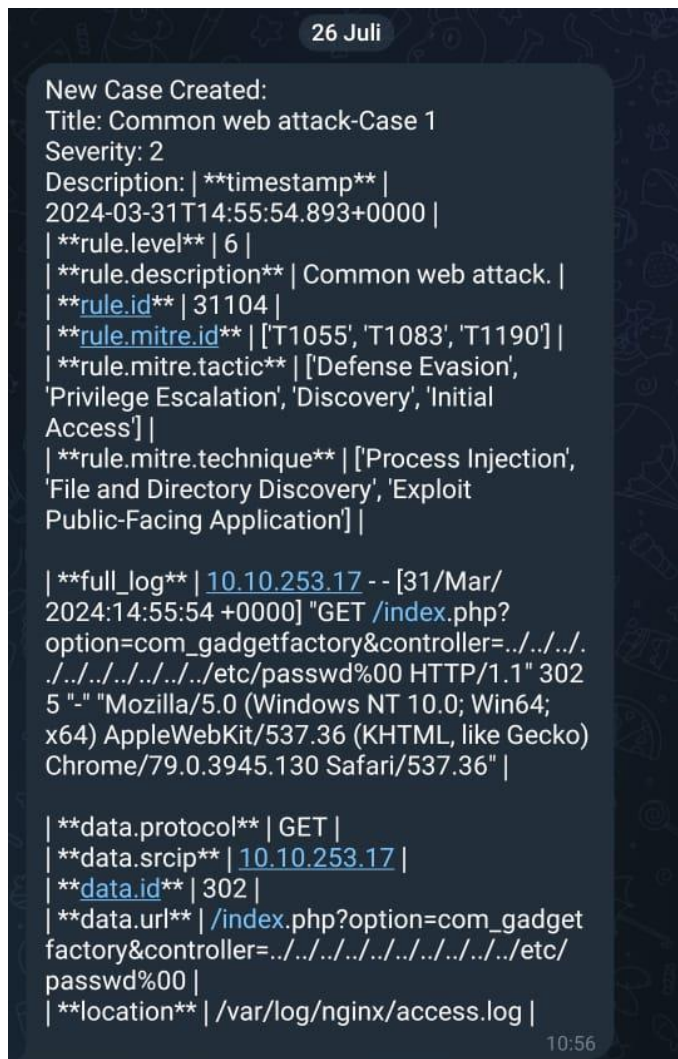 26 Juli
New Case Created:
Title: Common web attack-Case 1
Severity: 2
Description: | **timestamp** |
2024-03-31T14:55:54.893+0000 |
| **rule.level** | 6 |
| **rule.description** | Common web attack. |
| **rule.id** | 31104 |
| **rule.mitre.id** | ['T1055', 'T1083', 'T1190'] |
| **rule.mitre.tactic** | ['Defense Evasion',
'Privilege Escalation', 'Discovery', 'Initial
Access'] |
| **rule.mitre.technique** | ['Process Injection',
'File and Directory Discovery', 'Exploit
Public-Facing Application'] |
| **full_log** | 10.10.253.17 - - [31/Mar/
2024:14:55:54 +0000] "GET /index.php?
option=com_gadgetfactory&controller=../../../.
./../../../../../../../etc/passwd%00 HTTP/1.1" 302
5 "-" "Mozilla/5.0 (Windows NT 10.0; Win64;
x64) AppleWebKit/537.36 (KHTML, like Gecko)
Chrome/79.0.3945.130 Safari/537.36" |
| **data.protocol** | GET |
| **data.srcip** | 10.10.253.17 |
| **data.id** | 302 |
| **data.url** | /index.php?option=com_gadget
factory&controller=../../../../../../../../../../etc/
passwd%00 |
| **location** | /var/log/nginx/access.log |
10:56